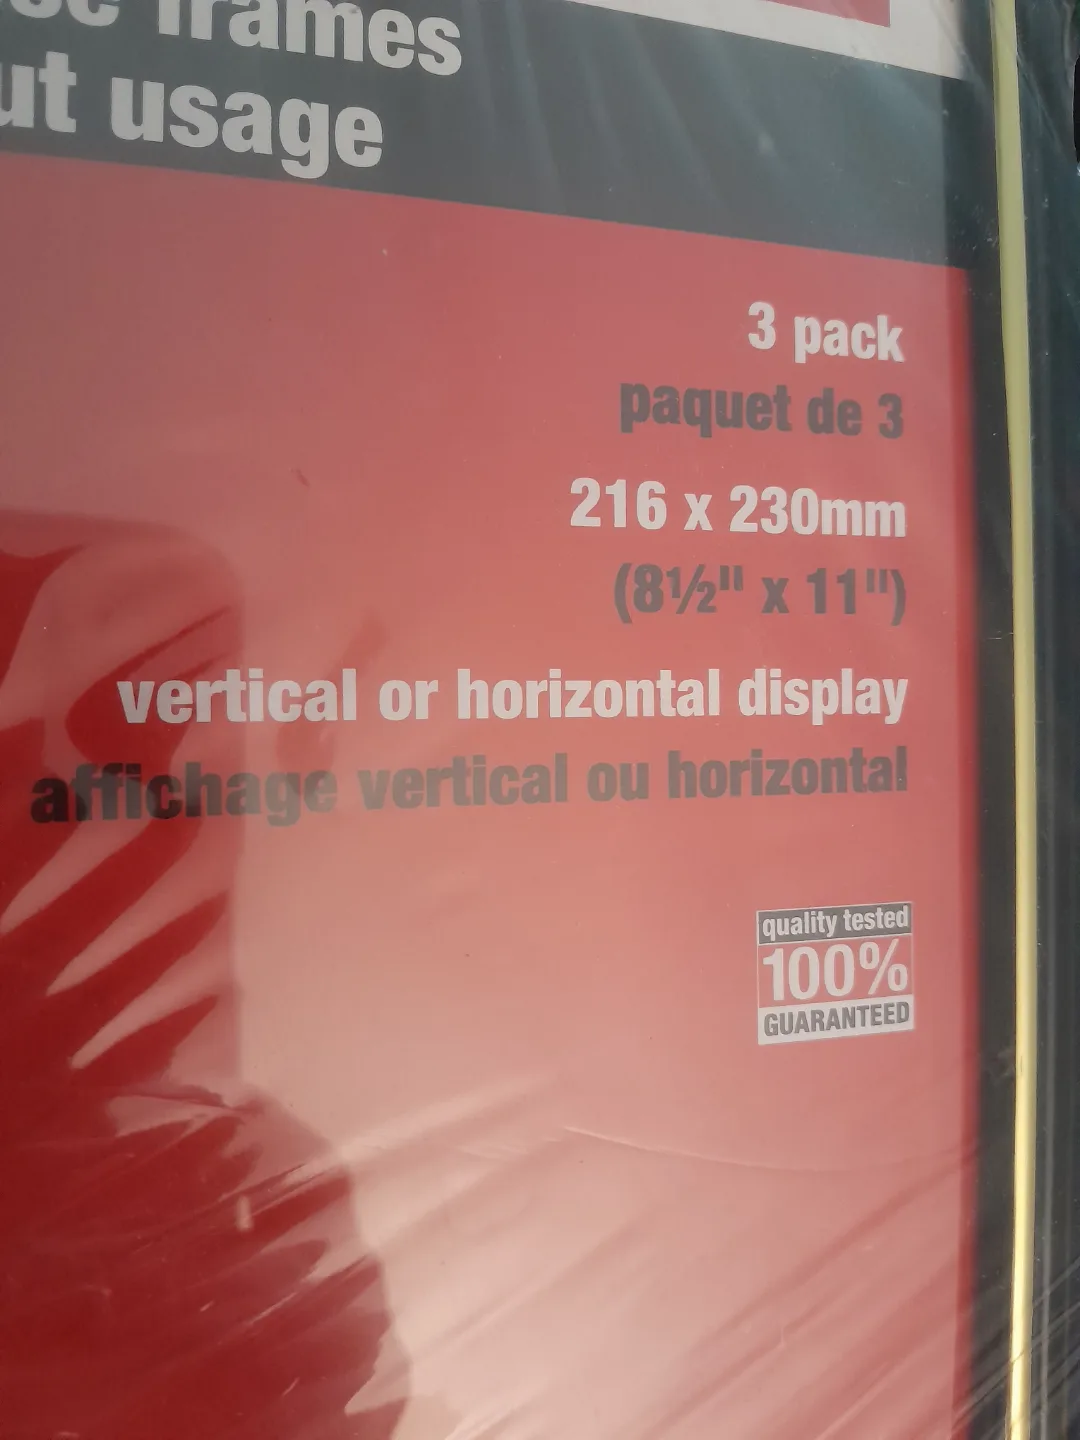 frames
usage
3 pack
paquet de 3
216 x 230mm
(8½" x 11")
vertical or horizontal display
affichage vertical ou horizontal
quality tested
100%
GUARANTEED